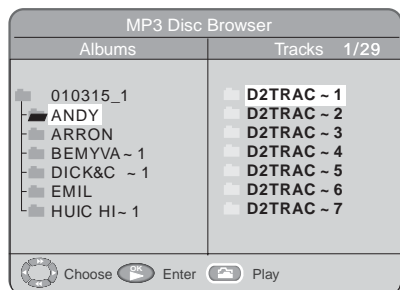 MP3 Disc Browser
Albums
Tracks 1/29
010315_1
ANDY
ARRON
BEMYVA~ 1
DICK&C ~ 1
EMIL
HUIC HI~ 1
D2TRAC ~ 1
D2TRAC ~ 2
D2TRAC ~ 3
D2TRAC ~ 4
D2TRAC ~ 5
D2TRAC ~ 6
D2TRAC ~ 7
Choose OK Enter Play